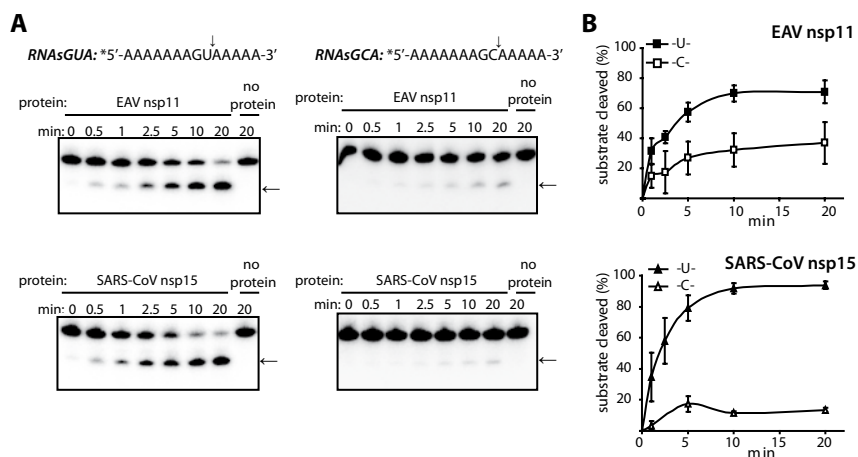 A
RNAsGUA: *5'-AAAAAAAGUAAAAA-3'
RNAsGCA: *5'-AAAAAAAGCAAAAA-3'
protein: EAV nsp11 no protein
min: 0 0.5 1 2.5 5 10 20 20
protein: EAV nsp11 no protein
min: 0 0.5 1 2.5 5 10 20 20
protein: SARS-CoV nsp15 no protein
min: 0 0.5 1 2.5 5 10 20 20
protein: SARS-CoV nsp15 no protein
min: 0 0.5 1 2.5 5 10 20 20
B
EAV nsp11
-U-
-C-
substrate cleaved (%)
100
80
60
40
20
0 5 10 15 20
min
SARS-CoV nsp15
-U-
-C-
substrate cleaved (%)
100
80
60
40
20
0 5 10 15 20
min